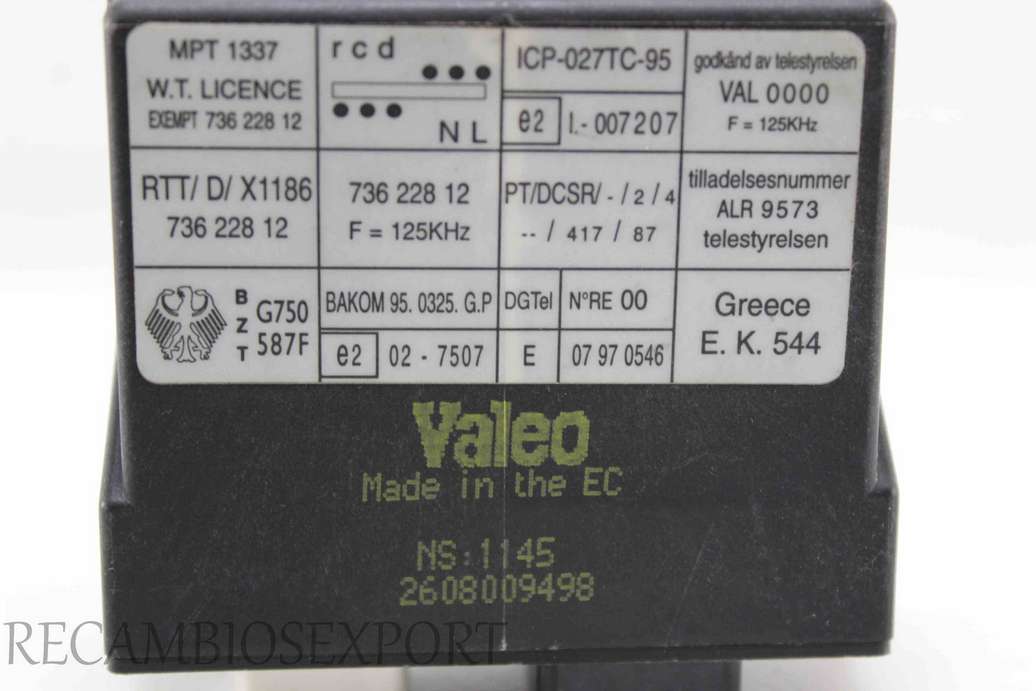 MPT 1337
W.T. LICENCE
EXEMPT 736 228 12
r c d
N L
ICP-027TC-95
e2 I.- 007207
godkånd av telestyrelsen
VAL 0000
F = 125KHz
RTT/ D/ X1186
736 228 12
736 228 12
F = 125KHz
PT/DCSR/ - / 2 / 4
-- / 417 / 87
tilladelsesnummer
ALR 9573
telestyrelsen
B
Z
T
G750
587F
BAKOM 95. 0325. G.P
e2 02 - 7507
DGTel N°RE 00
E 07 97 0546
Greece
E. K. 544
Valeo
Made in the EC
NS:1145
2608009498
RECAMBIOSEXPORT